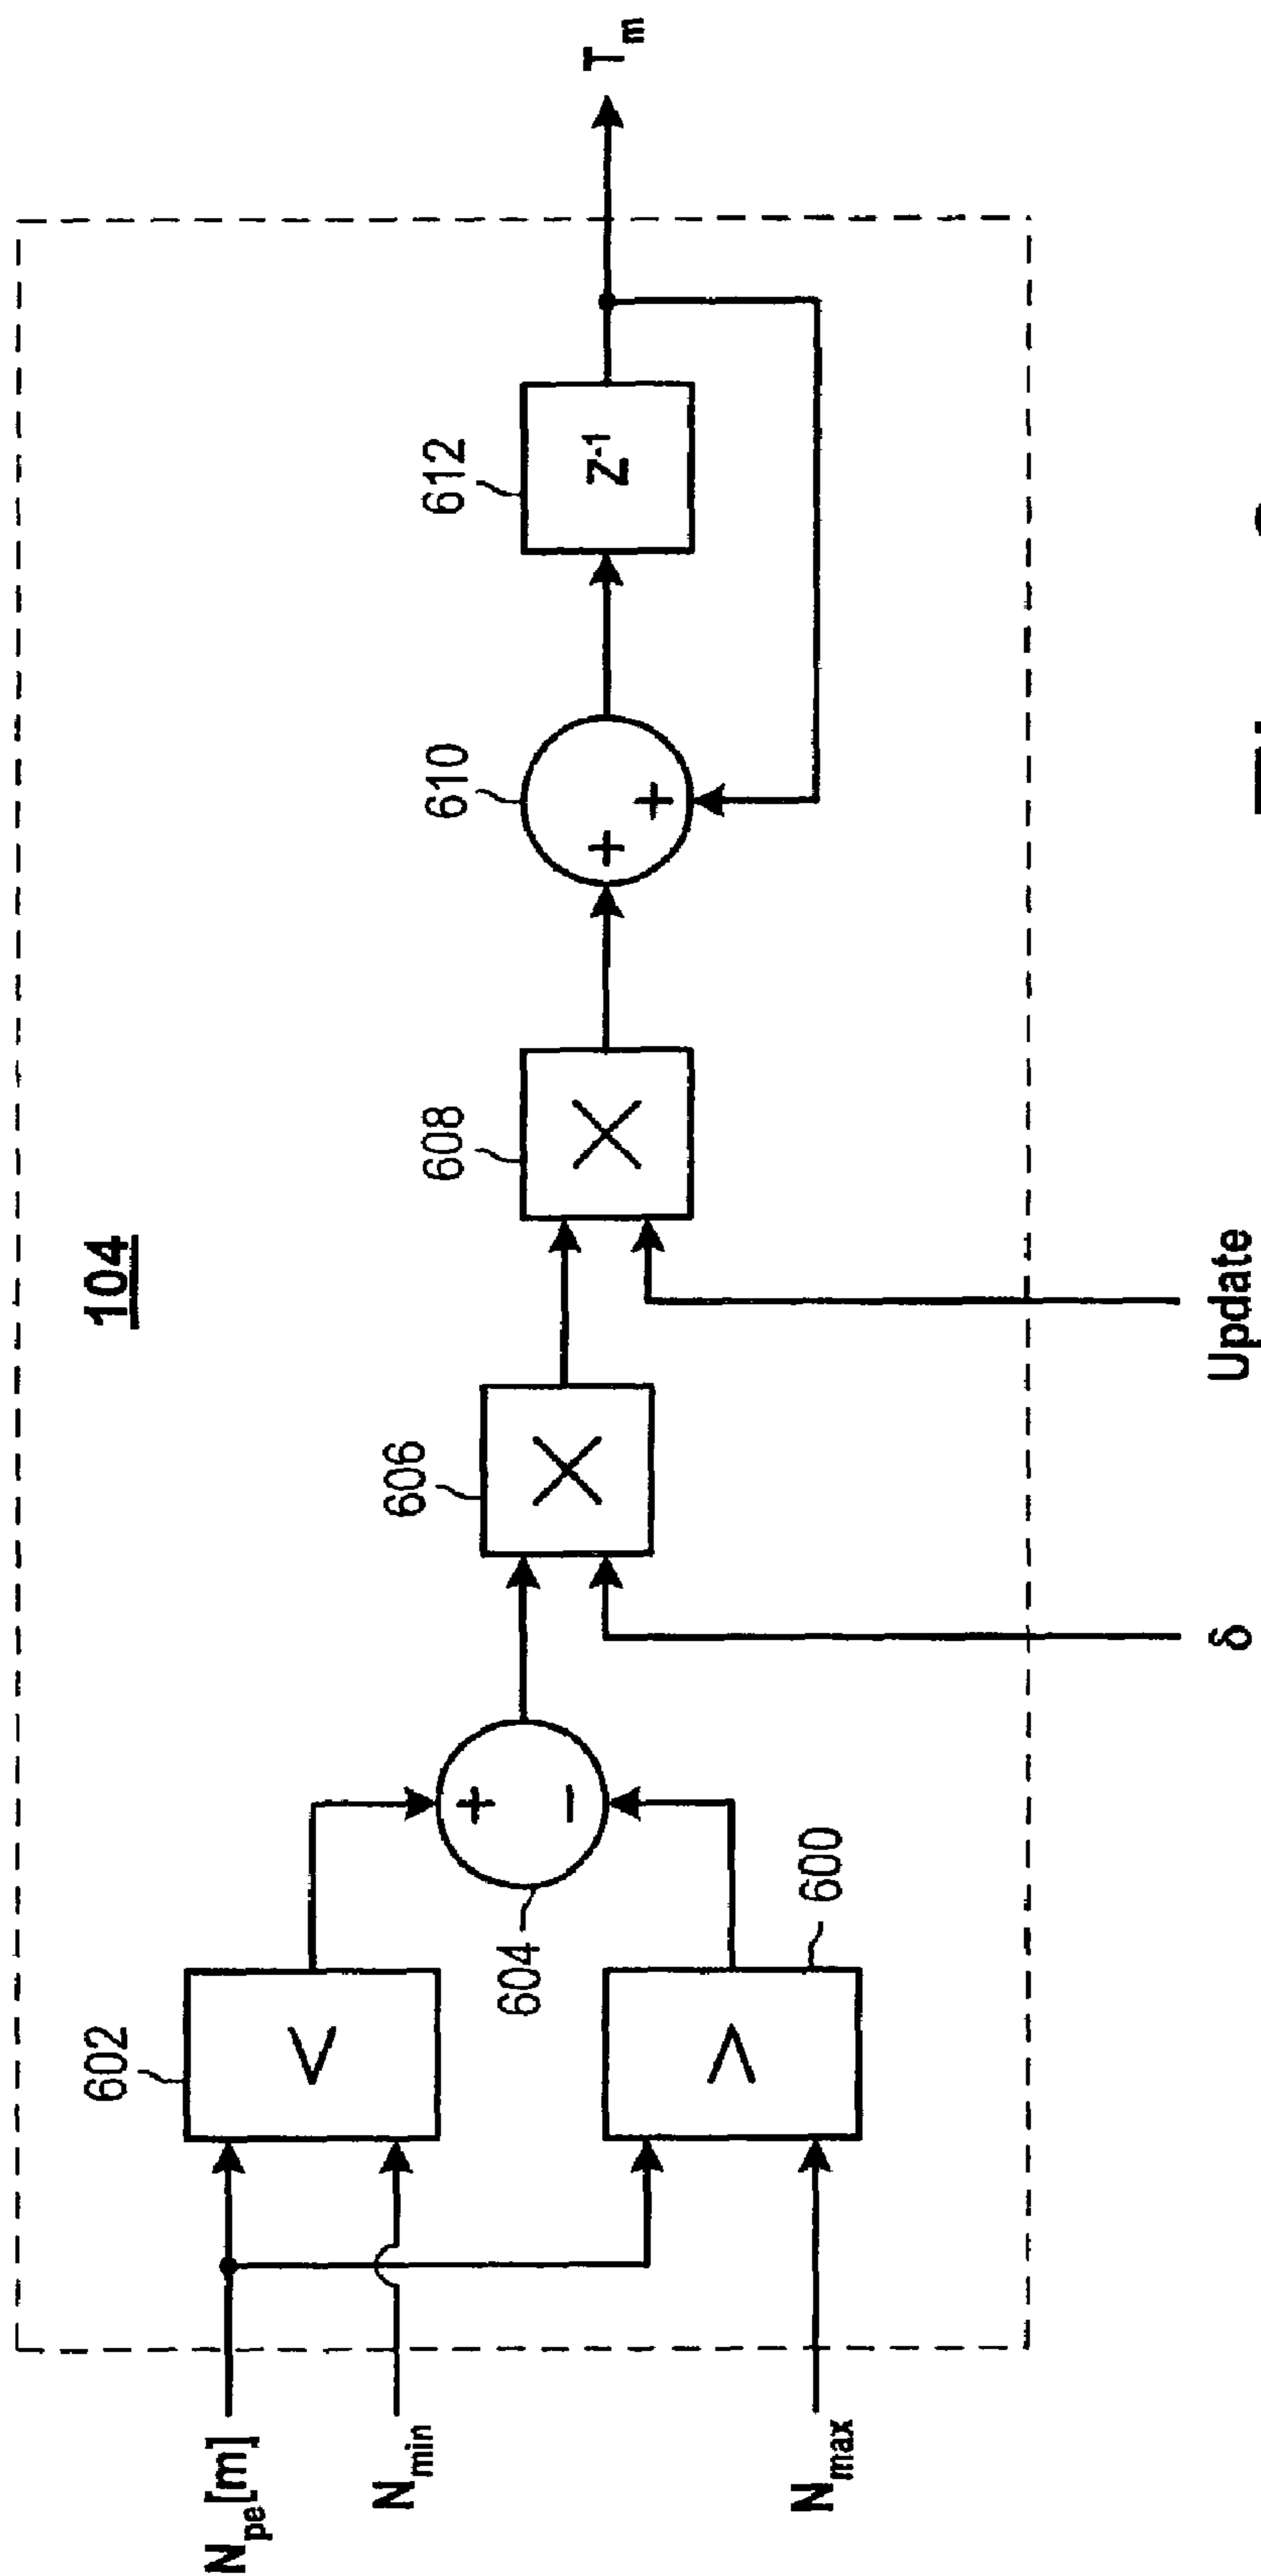 104
N_pe[m]
N_min
N_max
602
<
600
>
604
+
−
606
×
608
×
610
+
+
612
Z⁻¹
T_m
δ
Update